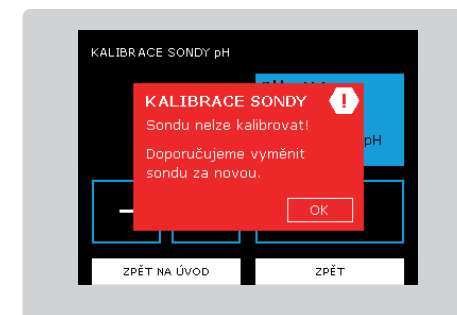 KALIBRACE SONDY pH
KALIBRACE SONDY
!
Sondu nelze kalibrovat!
Doporučujeme vyměnit
sondu za novou.
pH
OK
ZPĚT NA ÚVOD
ZPĚT